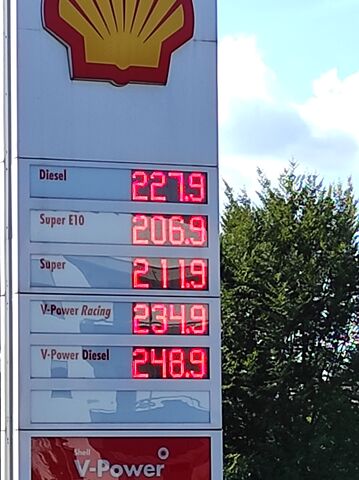 Diesel 227.9
Super E10 206.9
Super 211.9
V-Power Racing 234.9
V-Power Diesel 248.9
Shell
V-Power